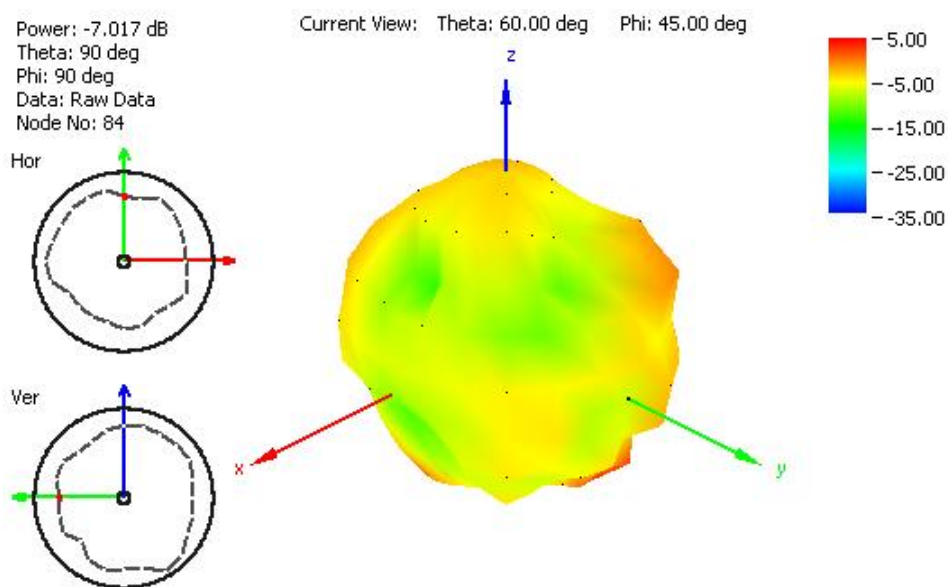 Power: -7.017 dB
Theta: 90 deg
Phi: 90 deg
Data: Raw Data
Node No: 84
Current View: Theta: 60.00 deg Phi: 45.00 deg
z
5.00
-5.00
-15.00
-25.00
-35.00
Hor
Ver
x
y